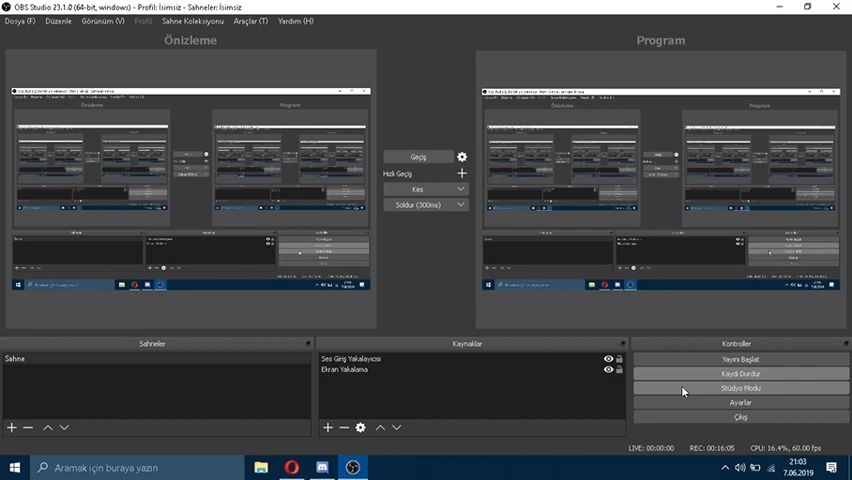 OBS Studio 23.1.0 (64-bit, windows) - Profil: İsimsiz - Sahneler: İsimsiz
Dosya (F) Düzenle Görünüm (V) Profil Sahne Koleksiyonu Araçlar (T) Yardım (H)
Önizleme
Program
Geçiş
Hızlı Geçiş
Kes
Soldur (300ms)
Sahneler
Sahne
Kaynaklar
Ses Giriş Yakalayıcısı
Ekran Yakalama
Kontroller
Yayını Başlat
Kaydı Durdur
Stüdyo Modu
Ayarlar
Çıkış
LIVE: 00:00:00 REC: 00:16:05 CPU: 16.4%, 60.00 fps
Aramak için buraya yazın
21:03
7.06.2019